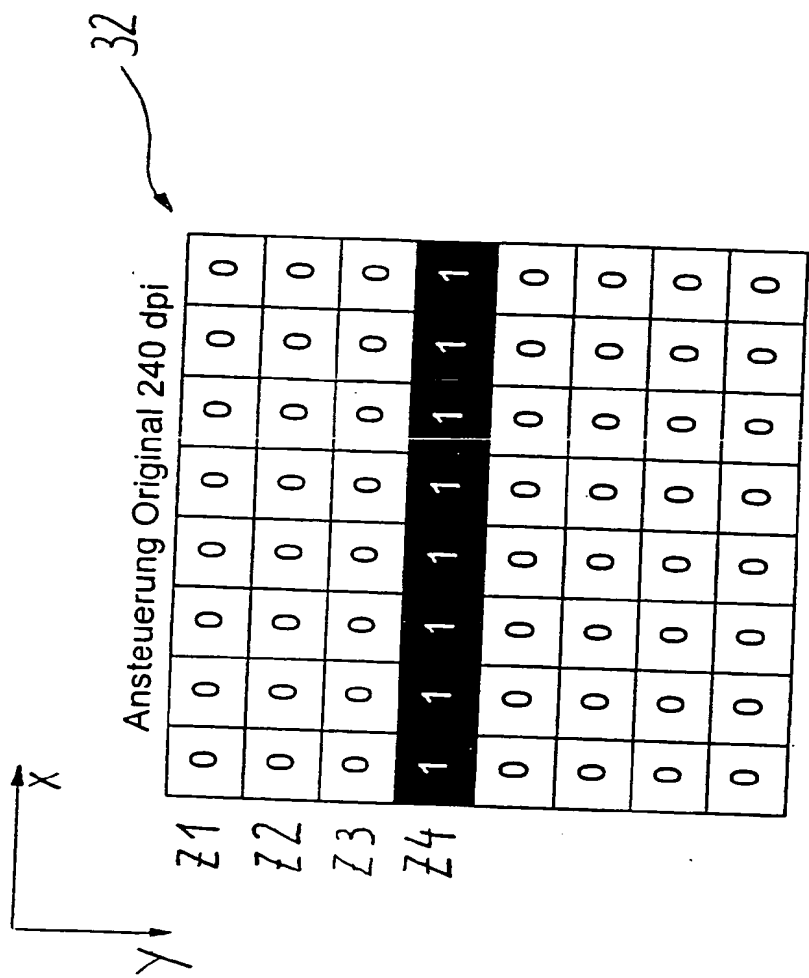 32
Ansteuerung Original 240 dpi
X
Y
Z1 0 0 0 0 0 0 0 0
Z2 0 0 0 0 0 0 0 0
Z3 0 0 0 0 0 0 0 0
Z4 1 1 1 1 1 1 1 1
0 0 0 0 0 0 0 0
0 0 0 0 0 0 0 0
0 0 0 0 0 0 0 0
0 0 0 0 0 0 0 0